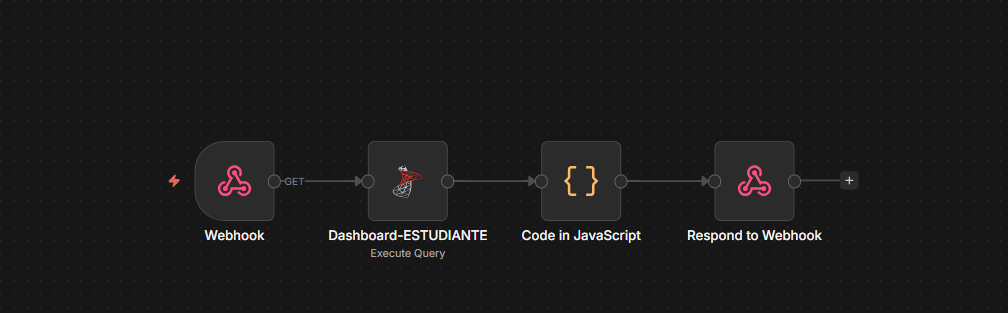 GET
Webhook
Dashboard-ESTUDIANTE
Execute Query
Code in JavaScript
Respond to Webhook